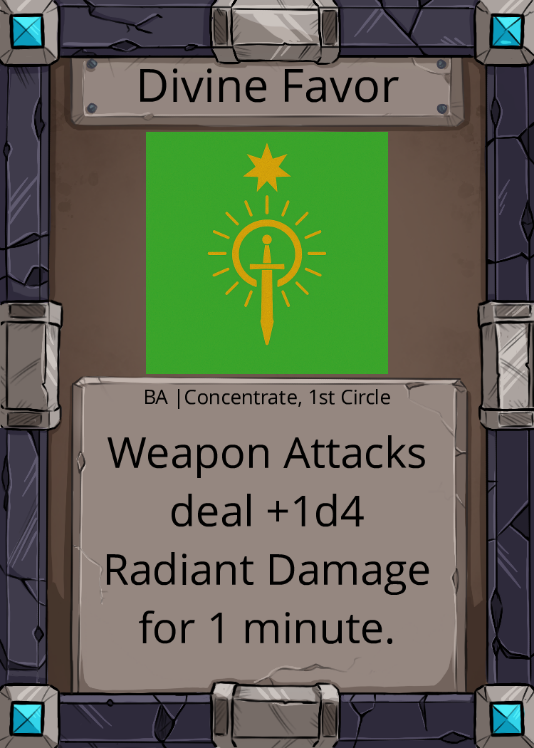 Divine Favor
BA |Concentrate, 1st Circle
Weapon Attacks
deal +1d4
Radiant Damage
for 1 minute.